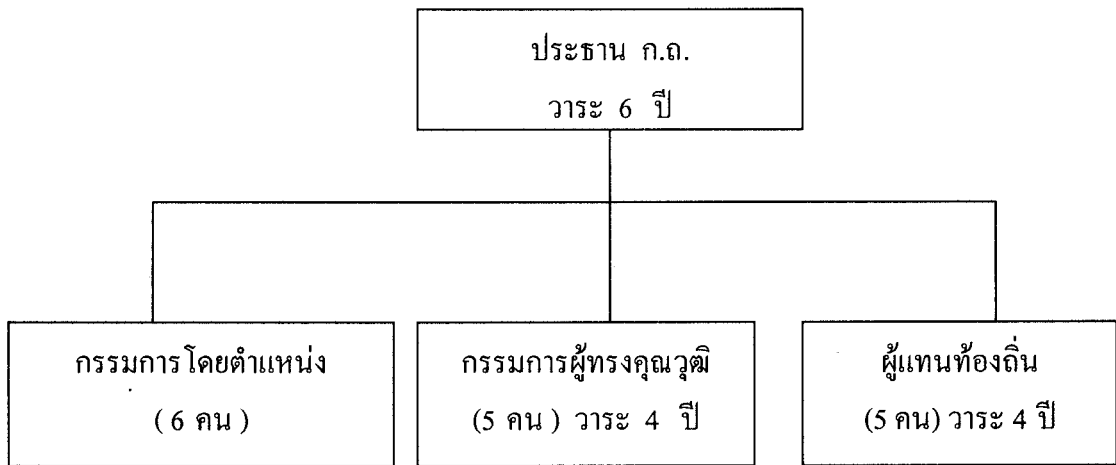 ประธาน ก.ถ.
วาระ 6 ปี
กรรมการโดยตำแหน่ง
( 6 คน )
กรรมการผู้ทรงคุณวุฒิ
(5 คน ) วาระ 4 ปี
ผู้แทนท้องถิ่น
(5 คน) วาระ 4 ปี